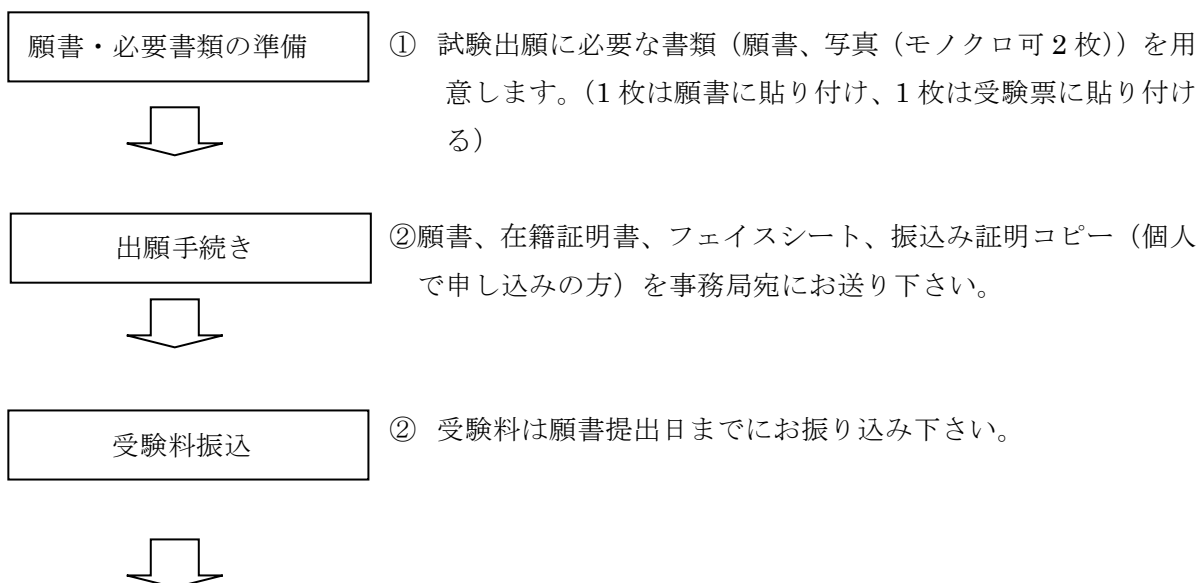 願書・必要書類の準備
① 試験出願に必要な書類（願書、写真（モノクロ可 2 枚））を用
意します。（1 枚は願書に貼り付け、1 枚は受験票に貼り付け
る）
出願手続き
②願書、在籍証明書、フェイスシート、振込み証明コピー（個人
で申し込みの方）を事務局宛にお送り下さい。
受験料振込
② 受験料は願書提出日までにお振り込み下さい。